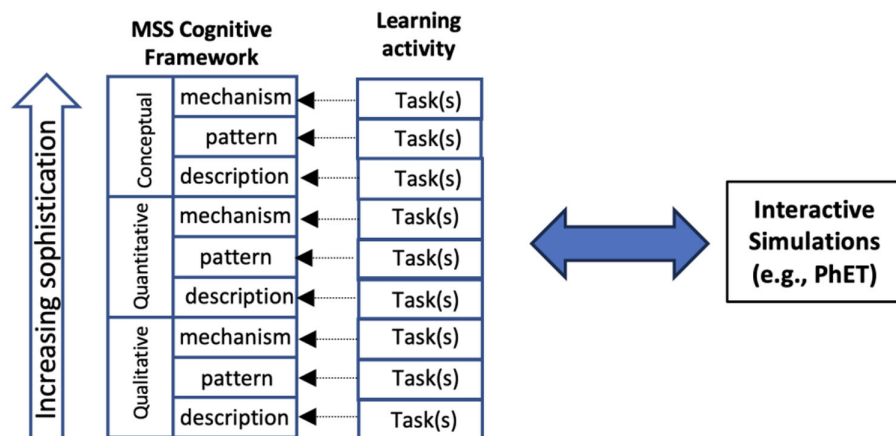 MSS Cognitive
Framework
Learning
activity
Increasing sophistication
Conceptual
mechanism
Task(s)
pattern
Task(s)
description
Task(s)
Quantitative
mechanism
Task(s)
pattern
Task(s)
description
Task(s)
Qualitative
mechanism
Task(s)
pattern
Task(s)
description
Task(s)
Interactive
Simulations
(e.g., PhET)